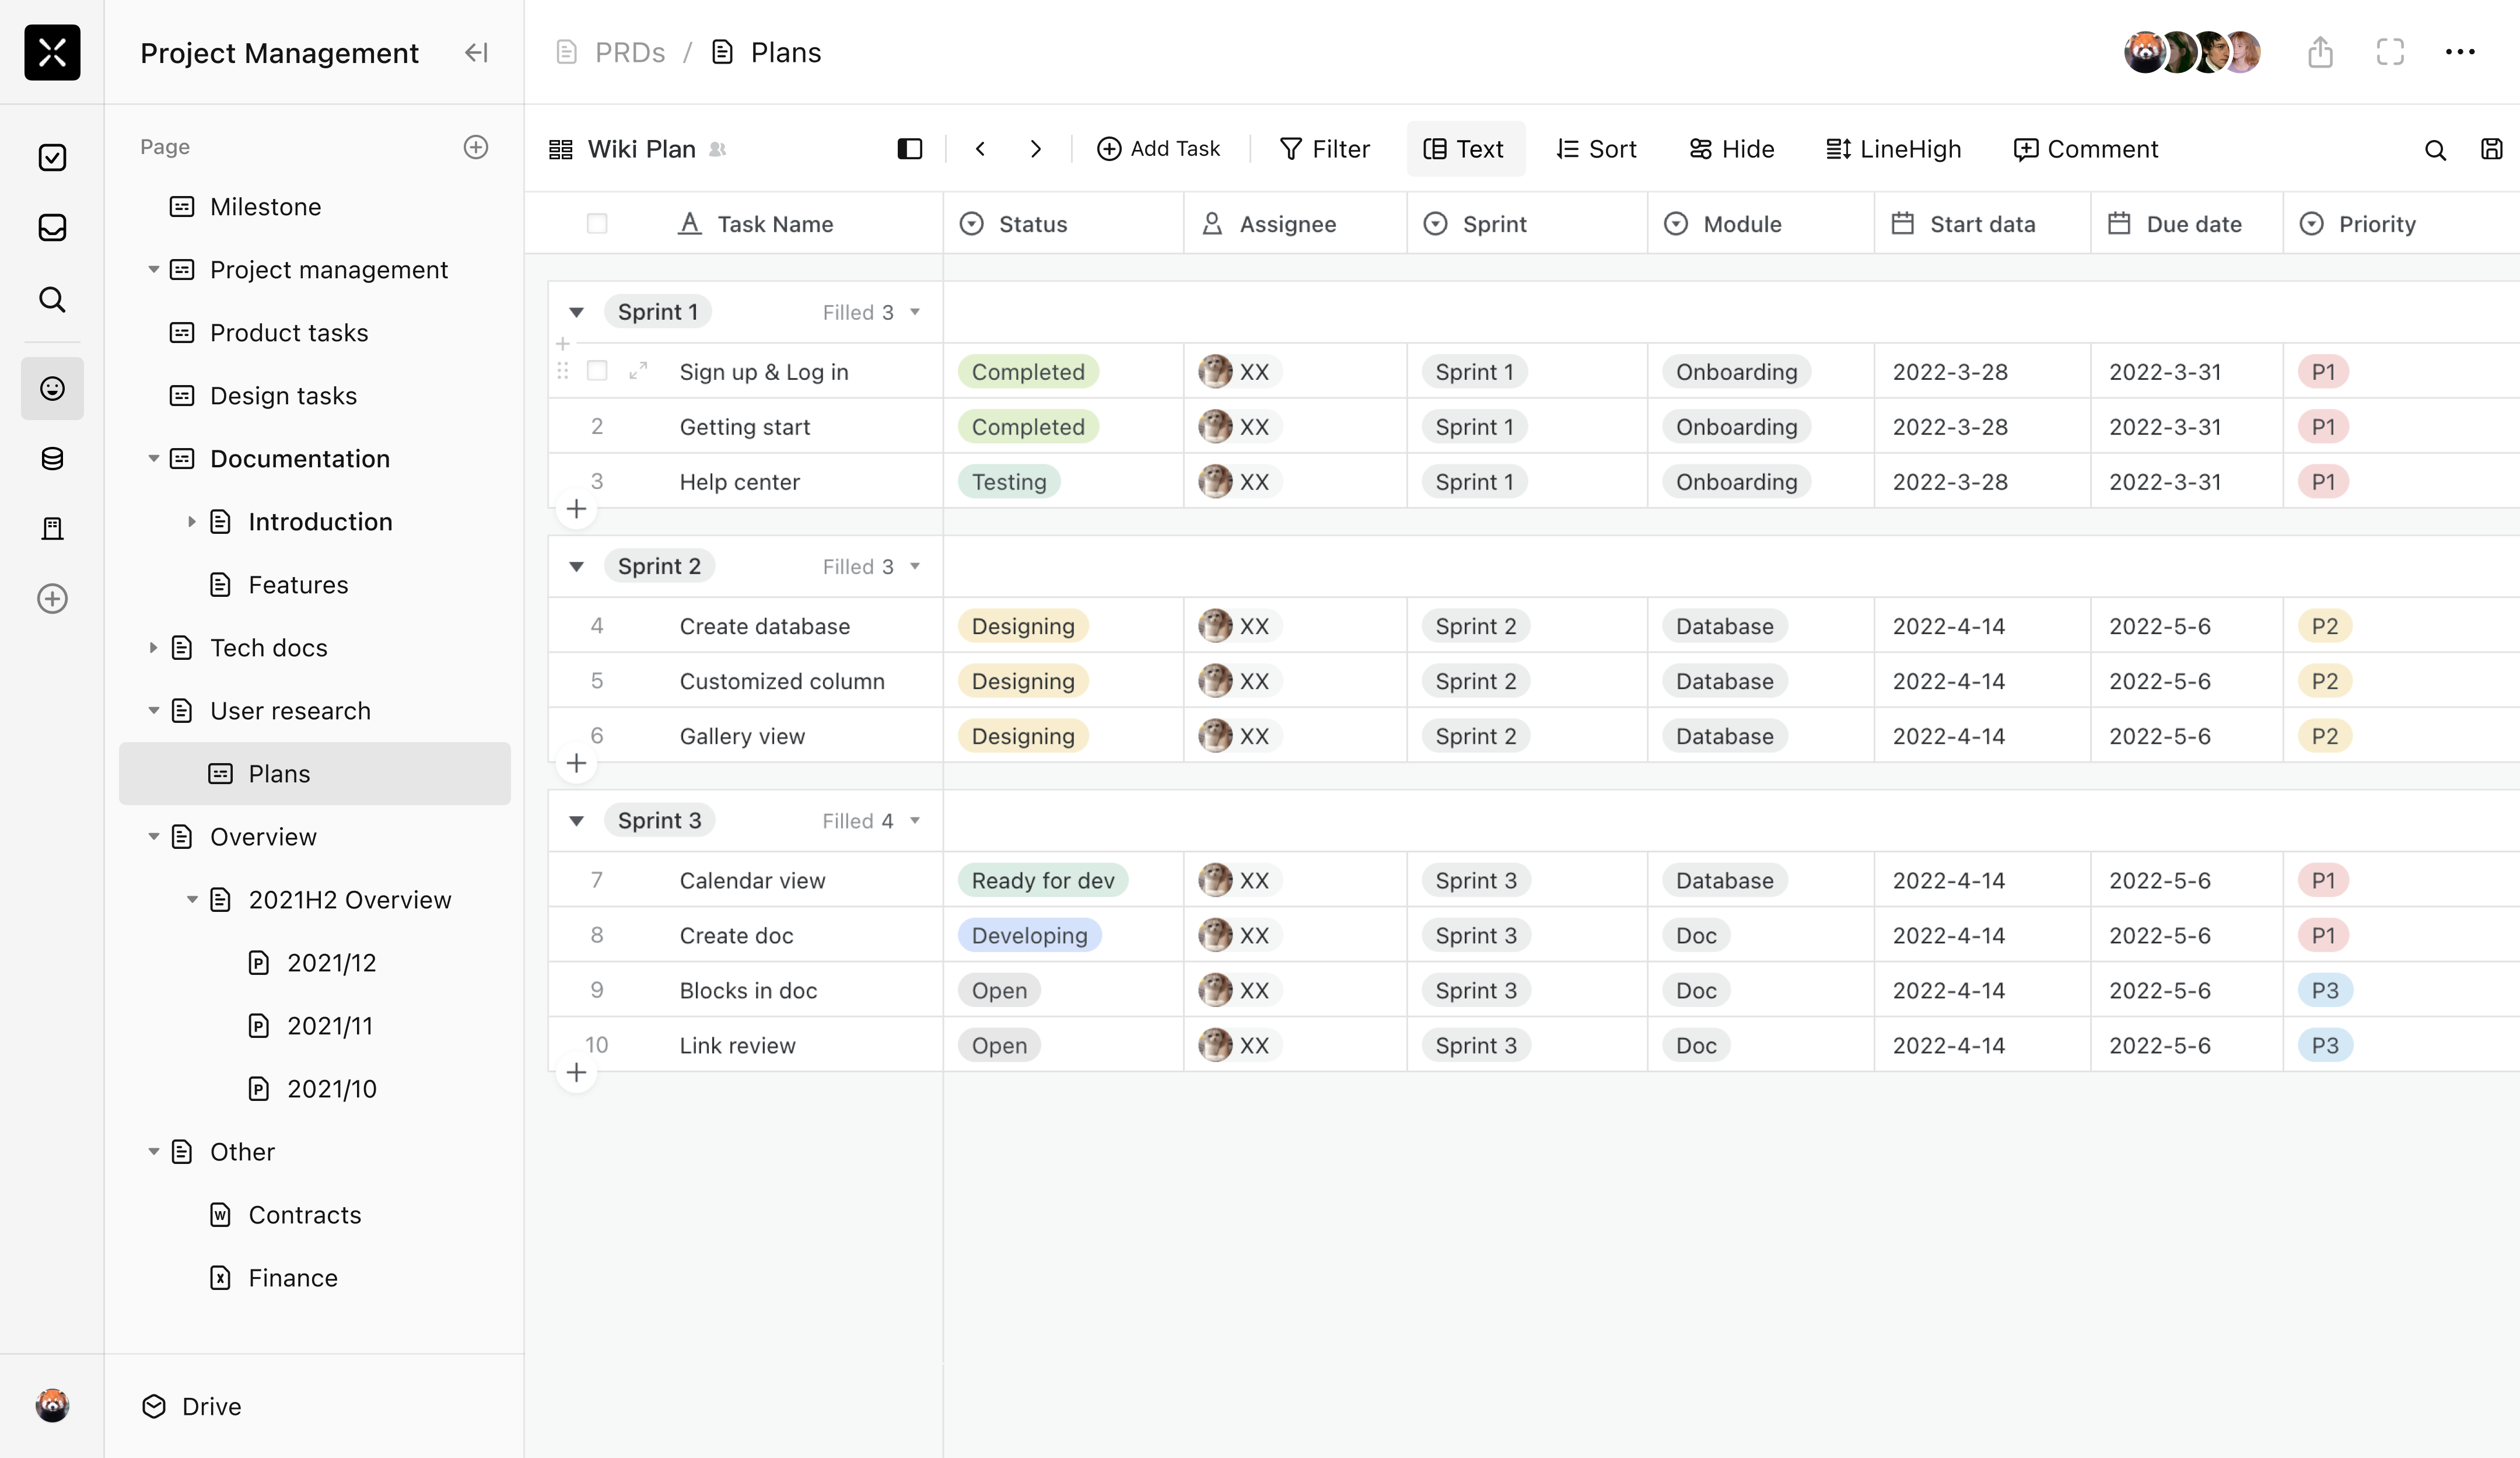 Project Management
PRDs / Plans
Page
Milestone
Project management
Product tasks
Design tasks
Documentation
Introduction
Features
Tech docs
User research
Plans
Overview
2021H2 Overview
2021/12
2021/11
2021/10
Other
Contracts
Finance
Drive
Wiki Plan Add Task Filter Text Sort Hide LineHigh Comment
Task Name Status Assignee Sprint Module Start data Due date Priority
Sprint 1 Filled 3
Sign up & Log in Completed XX Sprint 1 Onboarding 2022-3-28 2022-3-31 P1
2 Getting start Completed XX Sprint 1 Onboarding 2022-3-28 2022-3-31 P1
3 Help center Testing XX Sprint 1 Onboarding 2022-3-28 2022-3-31 P1
Sprint 2 Filled 3
4 Create database Designing XX Sprint 2 Database 2022-4-14 2022-5-6 P2
5 Customized column Designing XX Sprint 2 Database 2022-4-14 2022-5-6 P2
6 Gallery view Designing XX Sprint 2 Database 2022-4-14 2022-5-6 P2
Sprint 3 Filled 4
7 Calendar view Ready for dev XX Sprint 3 Database 2022-4-14 2022-5-6 P1
8 Create doc Developing XX Sprint 3 Doc 2022-4-14 2022-5-6 P1
9 Blocks in doc Open XX Sprint 3 Doc 2022-4-14 2022-5-6 P3
10 Link review Open XX Sprint 3 Doc 2022-4-14 2022-5-6 P3